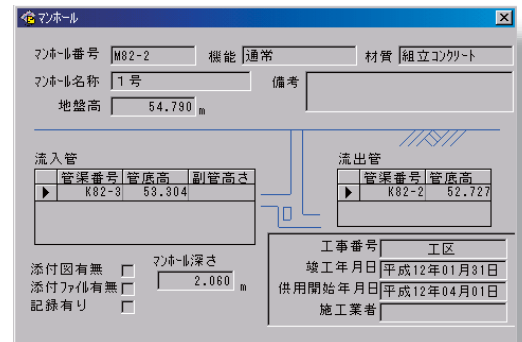 マンホール
マンホール番号 M82-2 機能 通常 材質 組立コンクリート
マンホール名称 1号 備考
地盤高 54.790 m
流入管 流出管
管渠番号 管底高 副管高さ 管渠番号 管底高
K82-3 53.304 K82-2 52.727
工事番号 工区
マンホール深さ 竣工年月日 平成12年01月31日
添付図有無 2.060 m 供用開始年月日 平成12年04月01日
添付ファイル有無 施工業者
記録有り